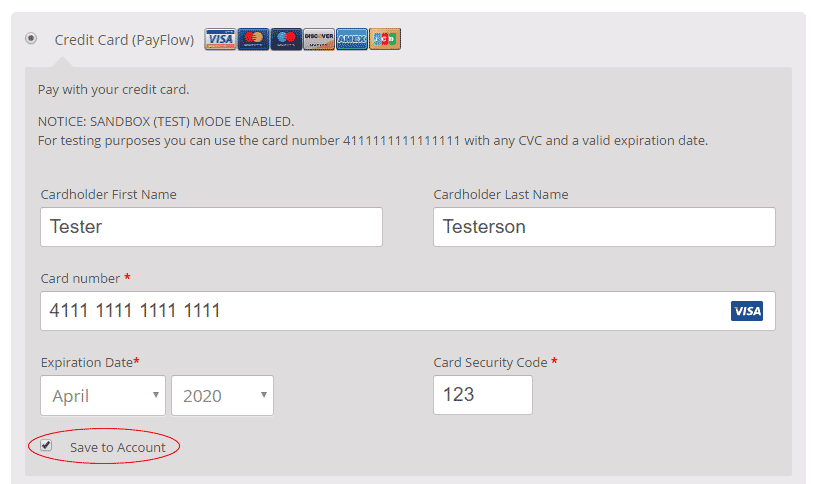 Credit Card (PayFlow) VISA DISCOVER AMEX JCB
Pay with your credit card.
NOTICE: SANDBOX (TEST) MODE ENABLED.
For testing purposes you can use the card number 4111111111111111 with any CVC and a valid expiration date.
Cardholder First Name Cardholder Last Name
Tester Testerson
Card number *
4111 1111 1111 1111 VISA
Expiration Date* Card Security Code *
April 2020 123
Save to Account